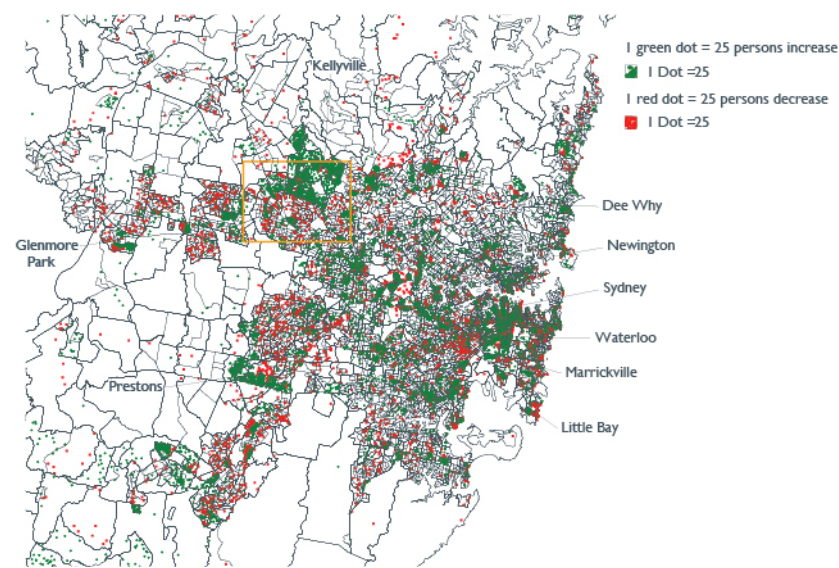 Kellyville
1 green dot = 25 persons increase
1 Dot =25
1 red dot = 25 persons decrease
1 Dot =25
Dee Why
Newington
Glenmore
Park
Sydney
Waterloo
Marrickville
Prestons
Little Bay